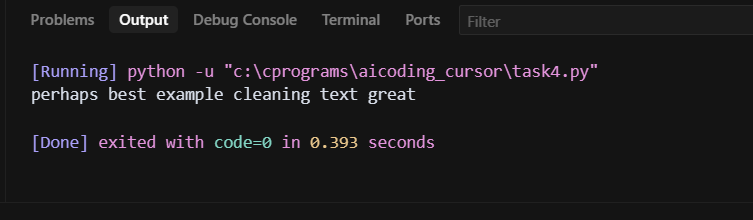 Problems Output Debug Console Terminal Ports Filter
[Running] python -u "c:\cprograms\aicoding_cursor\task4.py"
perhaps best example cleaning text great
[Done] exited with code=0 in 0.393 seconds